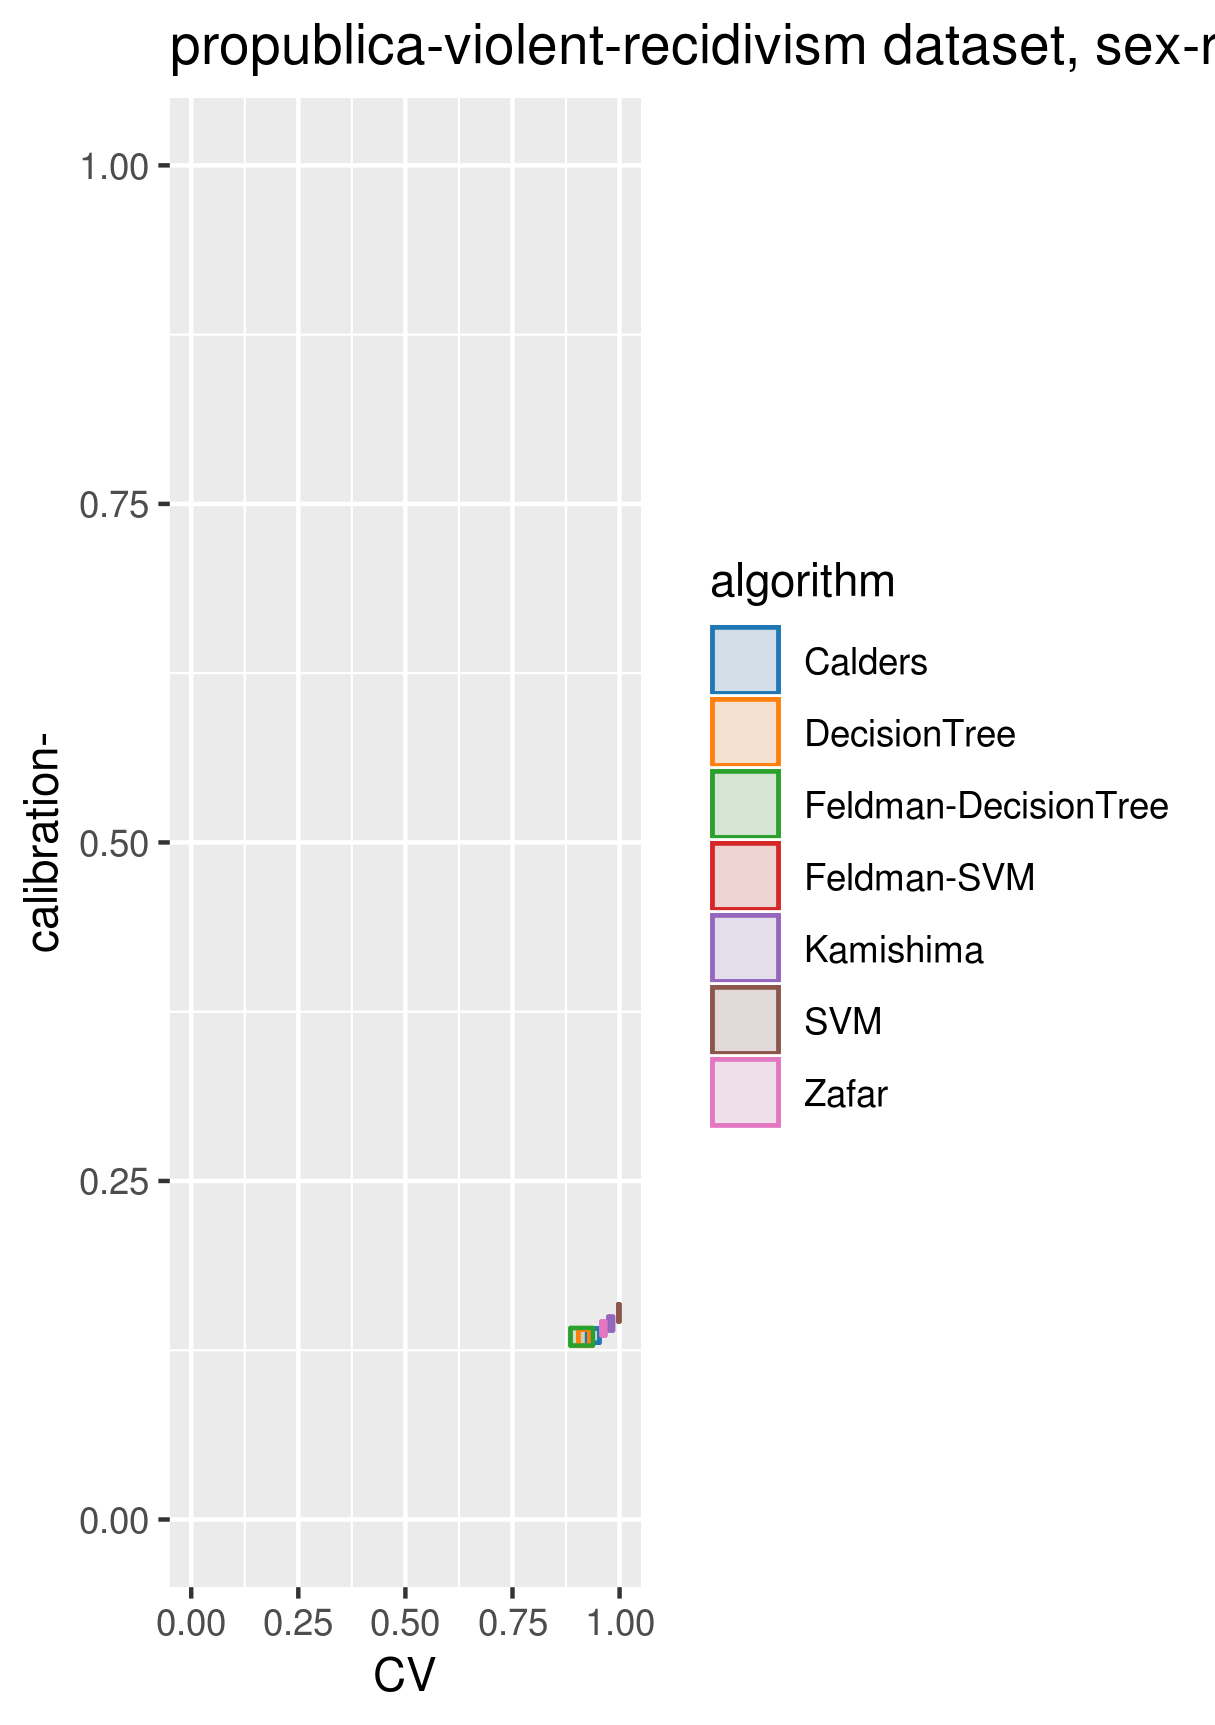 propublica-violent-recidivism dataset, sex-r
1.00
0.75
0.50
0.25
0.00
calibration-
0.00 0.25 0.50 0.75 1.00
CV
algorithm
Calders
DecisionTree
Feldman-DecisionTree
Feldman-SVM
Kamishima
SVM
Zafar